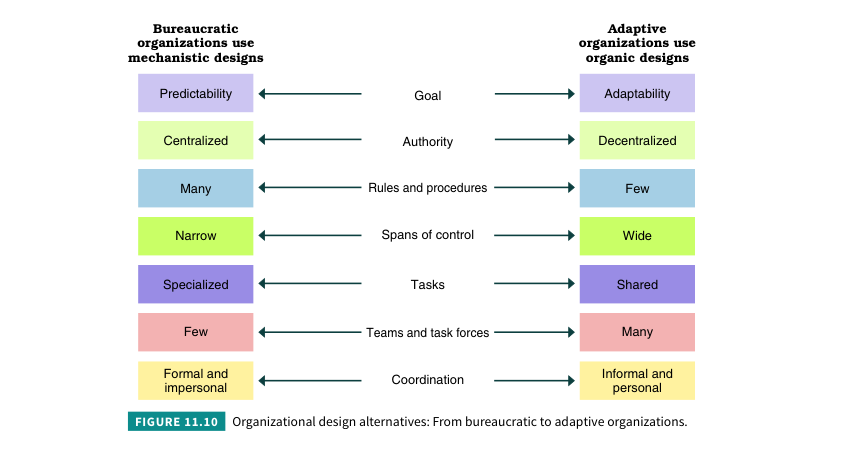 Bureaucratic
organizations use
mechanistic designs
Adaptive
organizations use
organic designs
Predictability
Goal
Adaptability
Centralized
Authority
Decentralized
Many
Rules and procedures
Few
Narrow
Spans of control
Wide
Specialized
Tasks
Shared
Few
Teams and task forces
Many
Formal and
impersonal
Coordination
Informal and
personal
FIGURE 11.10 Organizational design alternatives: From bureaucratic to adaptive organizations.